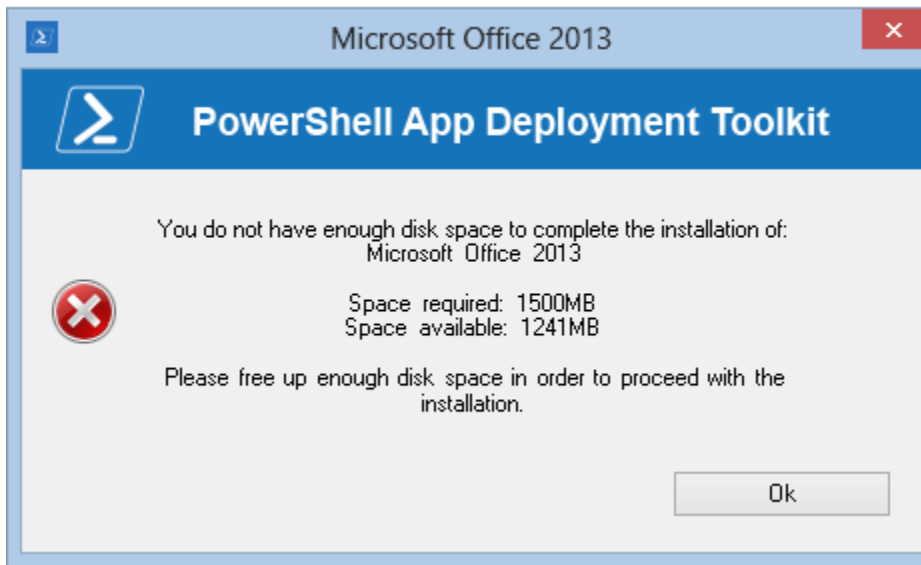 Microsoft Office 2013
PowerShell App Deployment Toolkit
You do not have enough disk space to complete the installation of:
Microsoft Office 2013
Space required: 1500MB
Space available: 1241MB
Please free up enough disk space in order to proceed with the
installation.
Ok